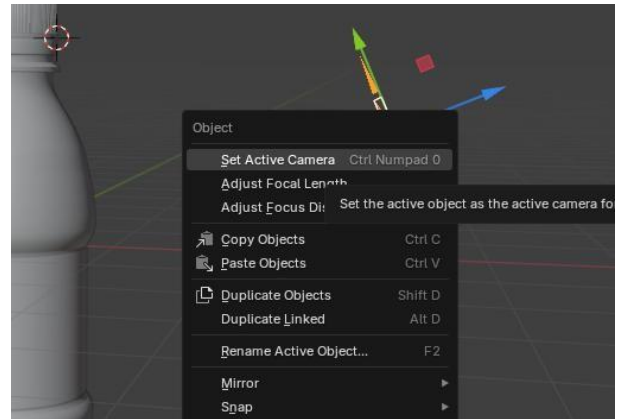 Object
Set Active Camera Ctrl Numpad 0
Adjust Focal Length
Adjust Focus Dis
Set the active object as the active camera fo
Copy Objects Ctrl C
Paste Objects Ctrl V
Duplicate Objects Shift D
Duplicate Linked Alt D
Rename Active Object... F2
Mirror
Snap